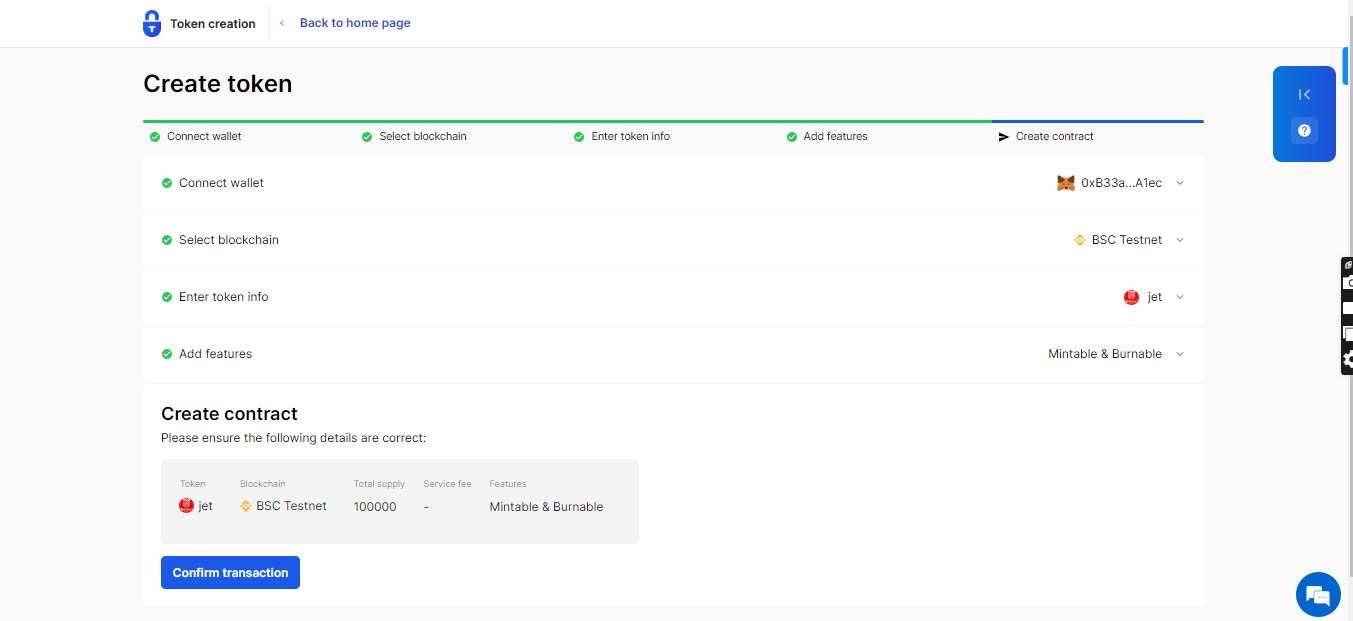 Token creation
Back to home page
Create token
Connect wallet
Select blockchain
Enter token info
Add features
Create contract
Connect wallet
0xB33a...A1ec
Select blockchain
BSC Testnet
Enter token info
jet
Add features
Mintable & Burnable
Create contract
Please ensure the following details are correct:
Token
Blockchain
Total supply
Service fee
Features
jet
BSC Testnet
100000
-
Mintable & Burnable
Confirm transaction